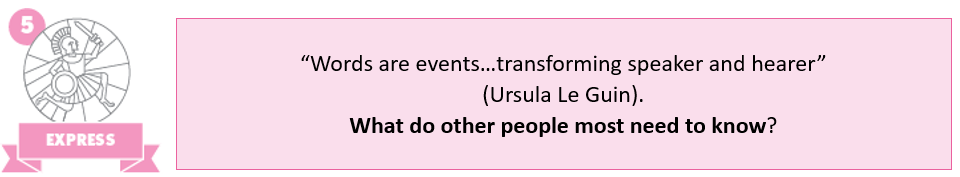 5
EXPRESS
“Words are events…transforming speaker and hearer”
(Ursula Le Guin).
What do other people most need to know?